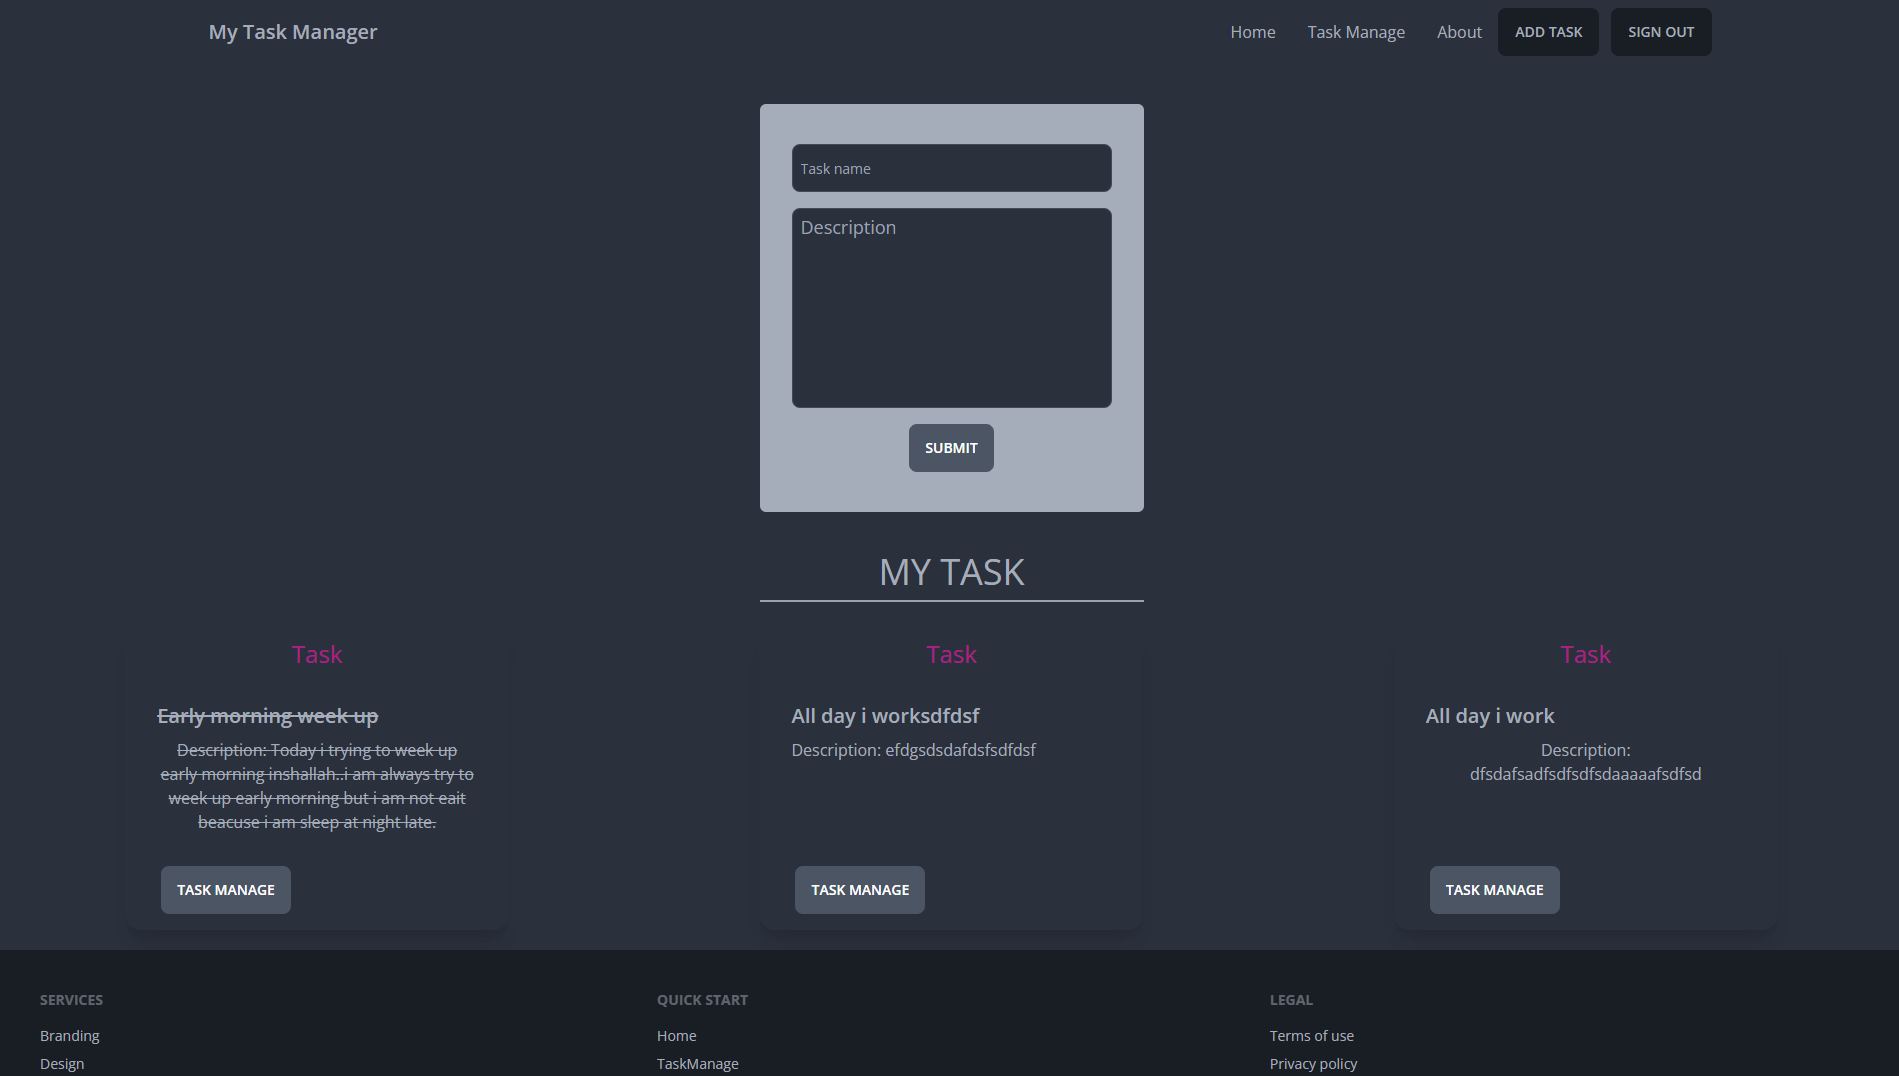 My Task Manager
Home
Task Manage
About
ADD TASK
SIGN OUT
Task name
Description
SUBMIT
MY TASK
Task
Early morning week up
Description: Today i trying to week up
early morning inshallah..i am always try to
week up early morning but i am not eait
beacuse i am sleep at night late.
TASK MANAGE
Task
All day i worksdfdsf
Description: efdgsdsdafdsfsdfdsf
TASK MANAGE
Task
All day i work
Description:
dfsdafsadfsdfsdfsdaaaaafsdfsd
TASK MANAGE
SERVICES
Branding
Design
QUICK START
Home
TaskManage
LEGAL
Terms of use
Privacy policy